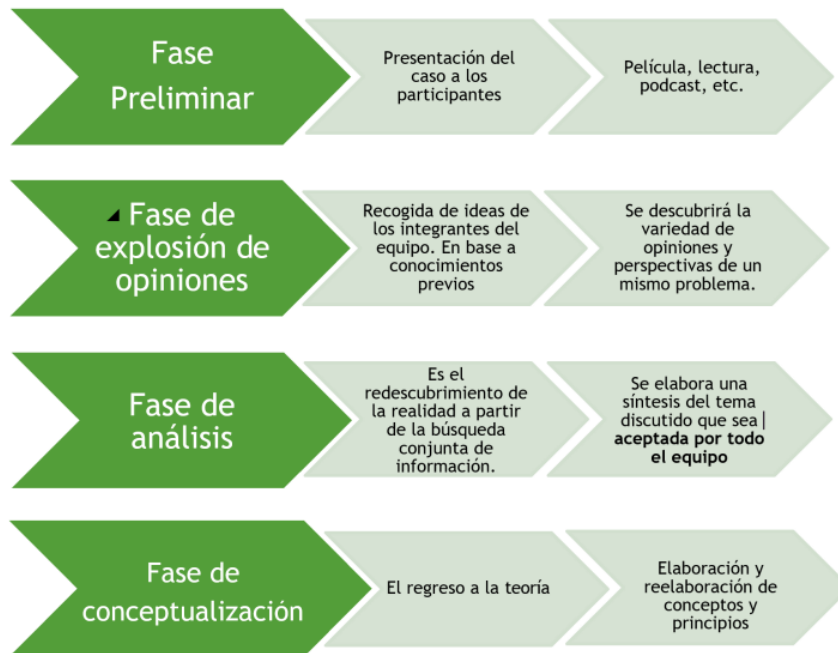 Fase
Preliminar
Presentación del
caso a los
participantes
Película, lectura,
podcast, etc.
Fase de
explosión de
opiniones
Recogida de ideas de
los integrantes del
equipo. En base a
conocimientos
previos
Se descubrirá la
variedad de
opiniones y
perspectivas de un
mismo problema.
Fase de
análisis
Es el
redescubrimiento de
la realidad a partir
de la búsqueda
conjunta de
información.
Se elabora una
síntesis del tema
discutido que sea
aceptada por todo
el equipo
Fase de
conceptualización
El regreso a la teoría
Elaboración y
reelaboración de
conceptos y
principios